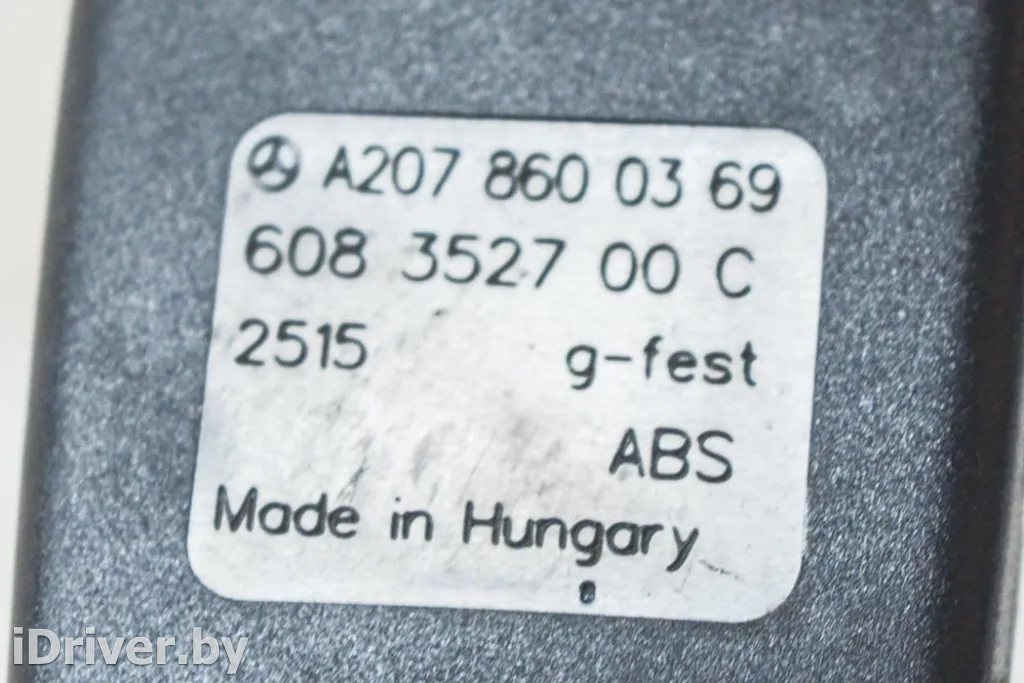 A207 860 03 69
608 3527 00 C
2515 g-fest
ABS
Made in Hungary
iDriver.by